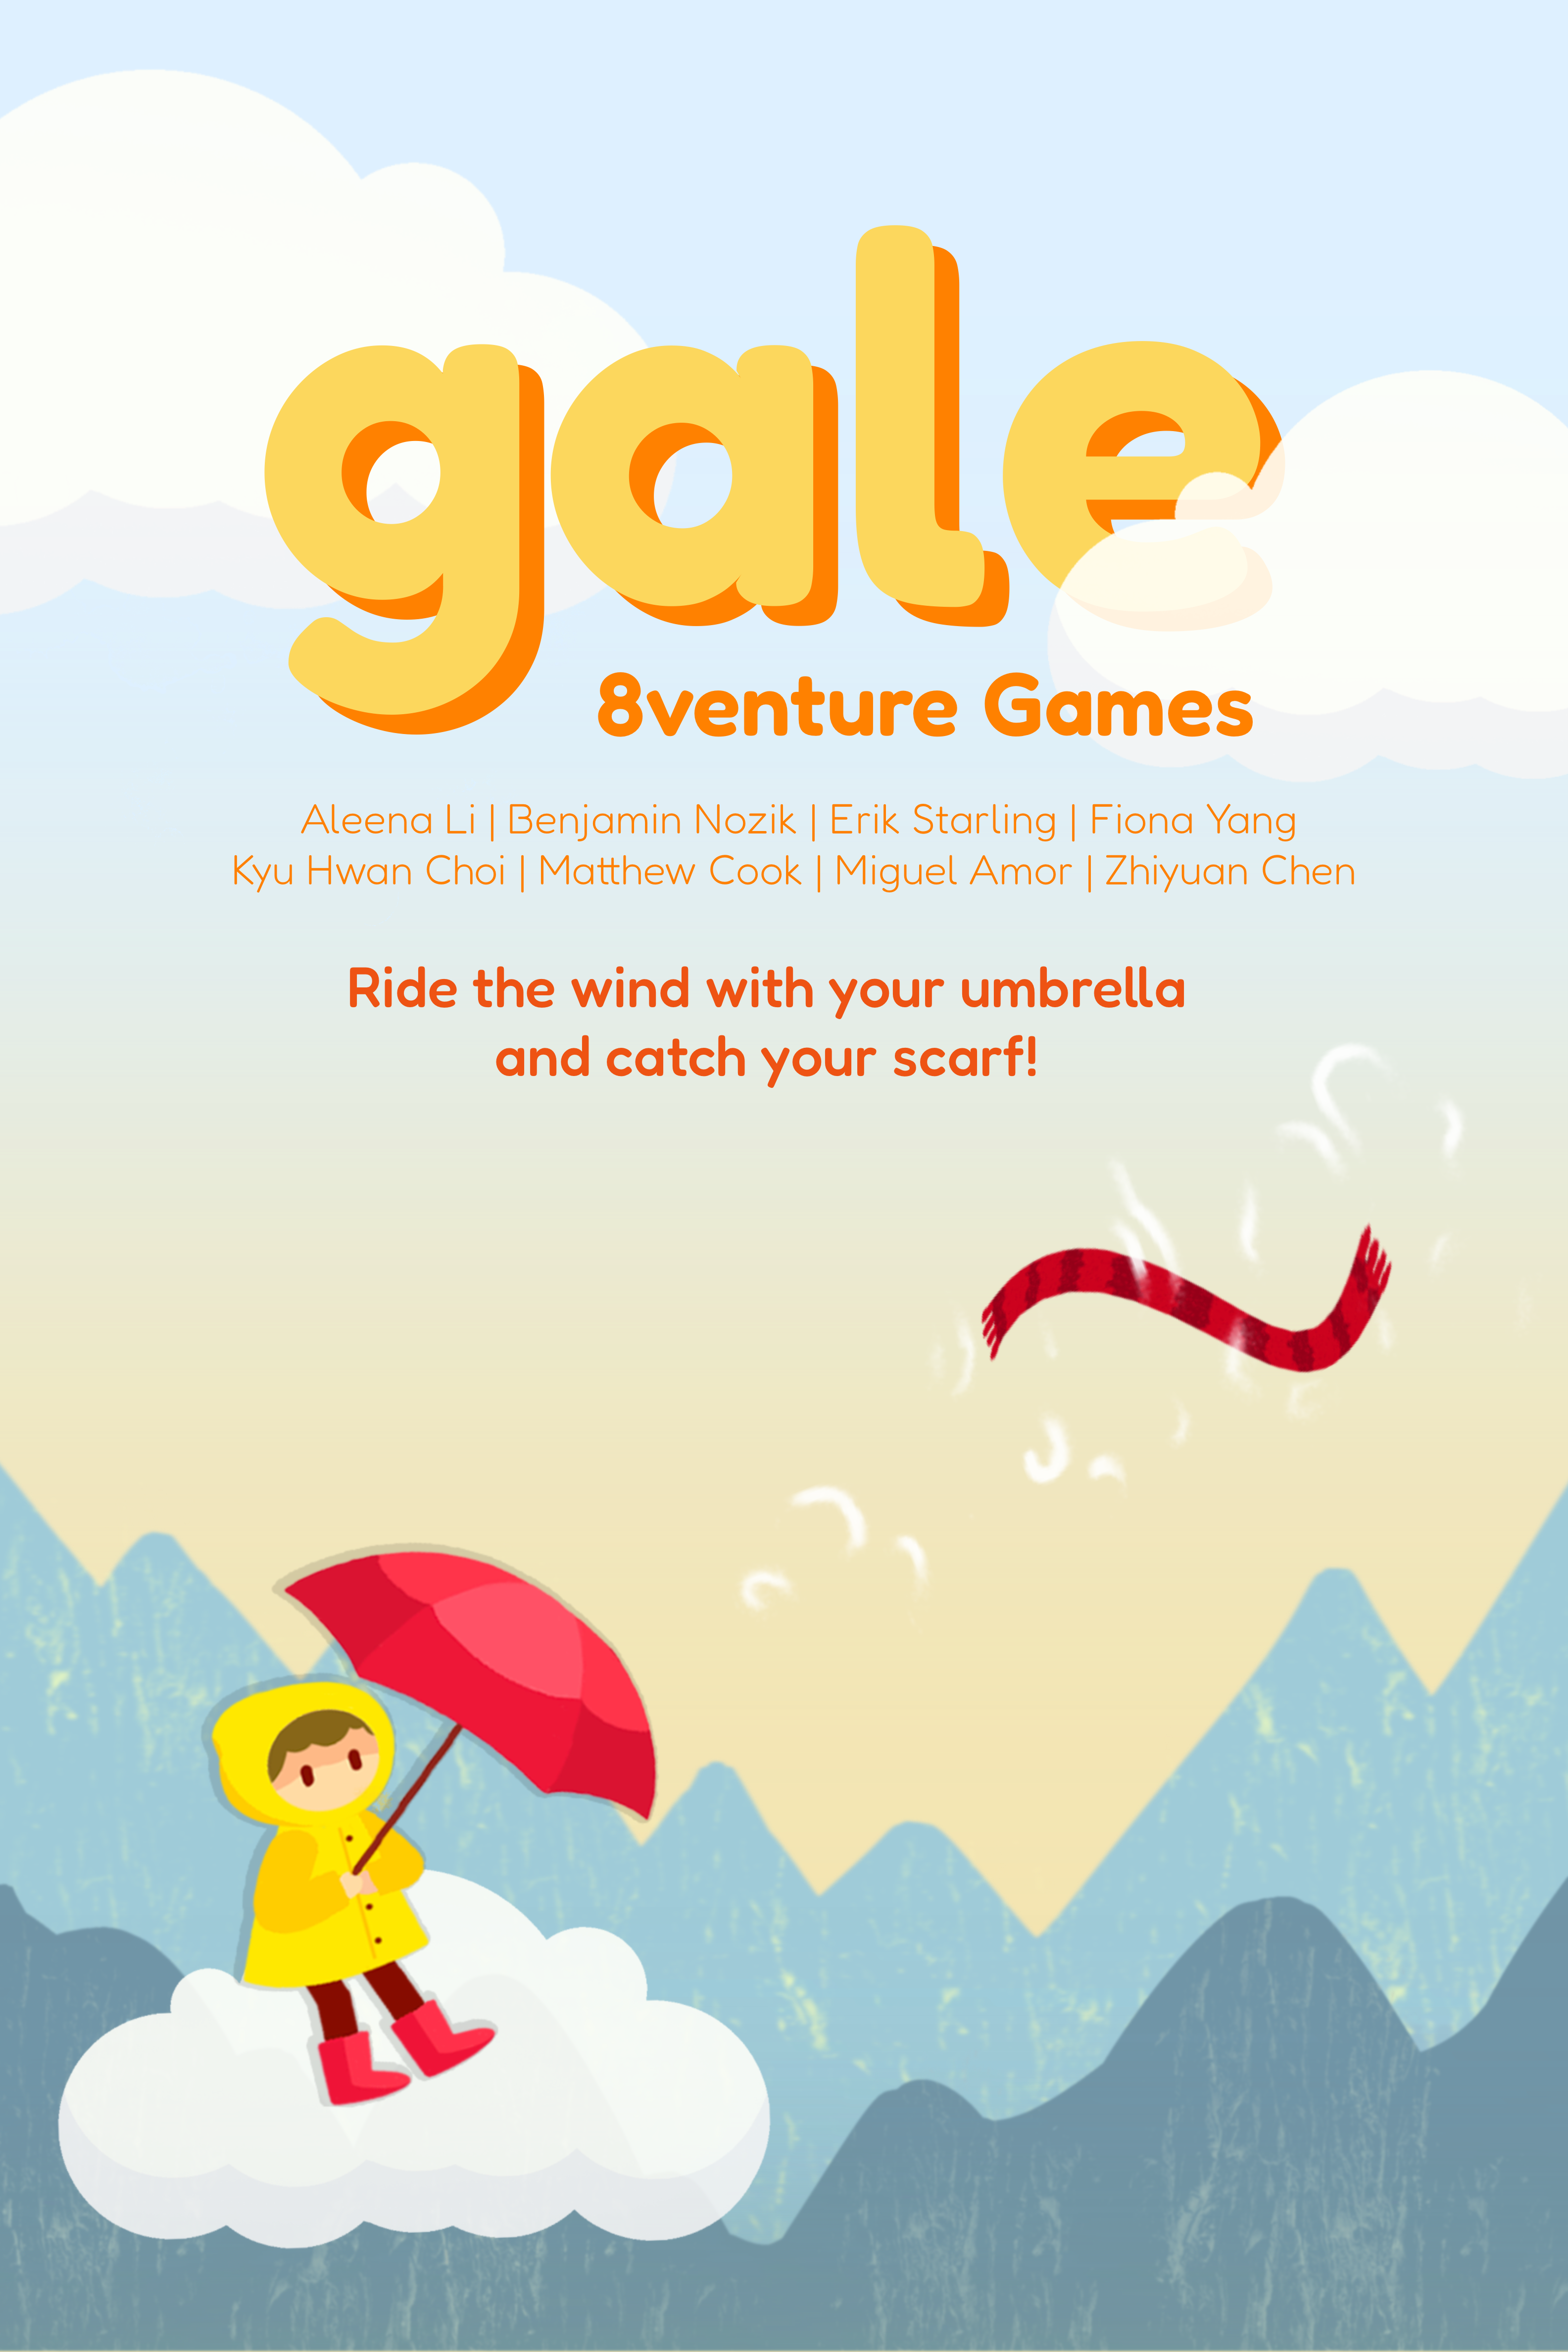 gale
8venture Games
Aleena Li | Benjamin Nozik | Erik Starling | Fiona Yang
Kyu Hwan Choi | Matthew Cook | Miguel Amor | Zhiyuan Chen
Ride the wind with your umbrella
and catch your scarf!